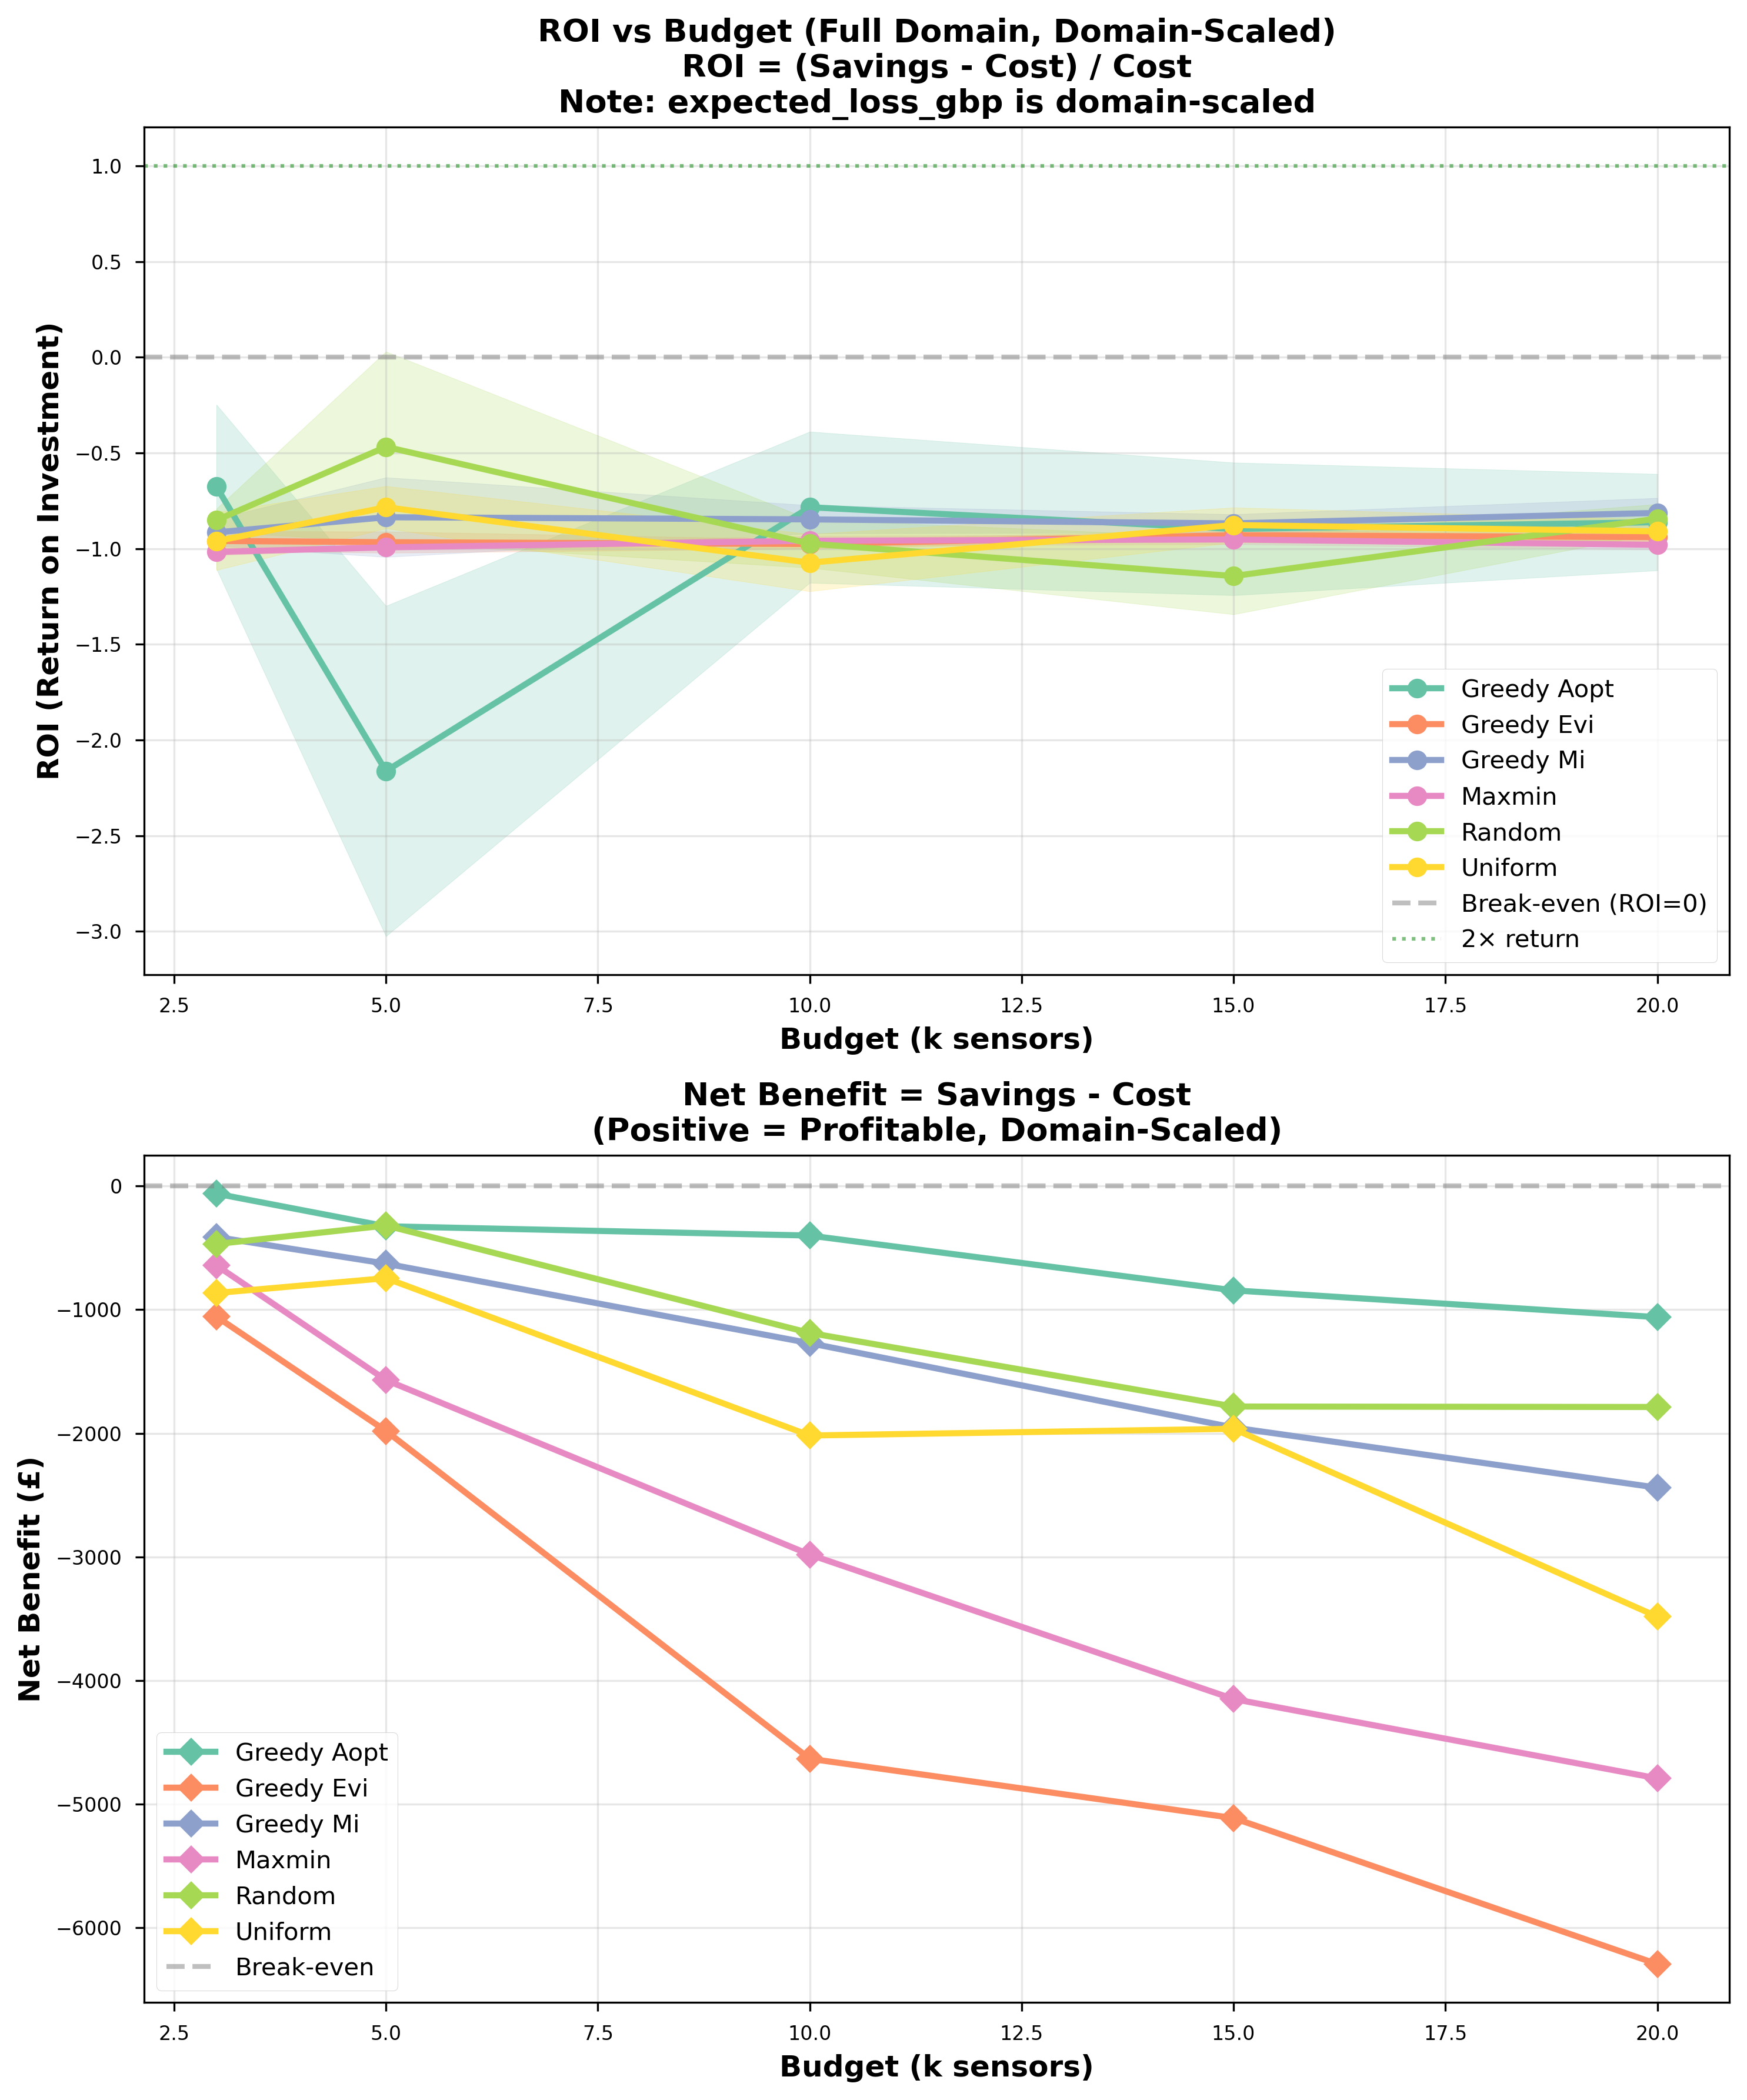 ROI vs Budget (Full Domain, Domain-Scaled)
ROI = (Savings - Cost) / Cost
Note: expected_loss_gbp is domain-scaled
ROI (Return on Investment)
1.0
0.5
0.0
−0.5
−1.0
−1.5
−2.0
−2.5
−3.0
Greedy Aopt
Greedy Evi
Greedy Mi
Maxmin
Random
Uniform
Break-even (ROI=0)
2× return
2.5 5.0 7.5 10.0 12.5 15.0 17.5 20.0
Budget (k sensors)
Net Benefit = Savings - Cost
(Positive = Profitable, Domain-Scaled)
Net Benefit (£)
0
−1000
−2000
−3000
−4000
−5000
−6000
Greedy Aopt
Greedy Evi
Greedy Mi
Maxmin
Random
Uniform
Break-even
2.5 5.0 7.5 10.0 12.5 15.0 17.5 20.0
Budget (k sensors)